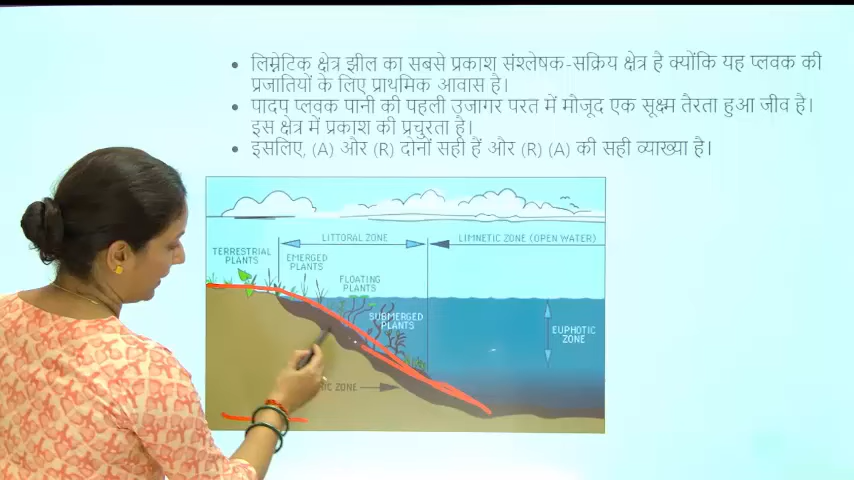 लिम्नेटिक क्षेत्र झील का सबसे प्रकाश संश्लेषक-सक्रिय क्षेत्र है क्योंकि यह प्लवक की
प्रजातियों के लिए प्राथमिक आवास है।
पादप प्लवक पानी की पहली उजागर परत में मौजूद एक सूक्ष्म तैरता हुआ जीव है।
इस क्षेत्र में प्रकाश की प्रचुरता है।
इसलिए, (A) और (R) दोनों सही हैं और (R) (A) की सही व्याख्या है।
LITTORAL ZONE
LIMNETIC ZONE (OPEN WATER)
TERRESTRIAL
PLANTS
EMERGED
PLANTS
FLOATING
PLANTS
SUBMERGED
PLANTS
EUPHOTIC
ZONE
ZONE